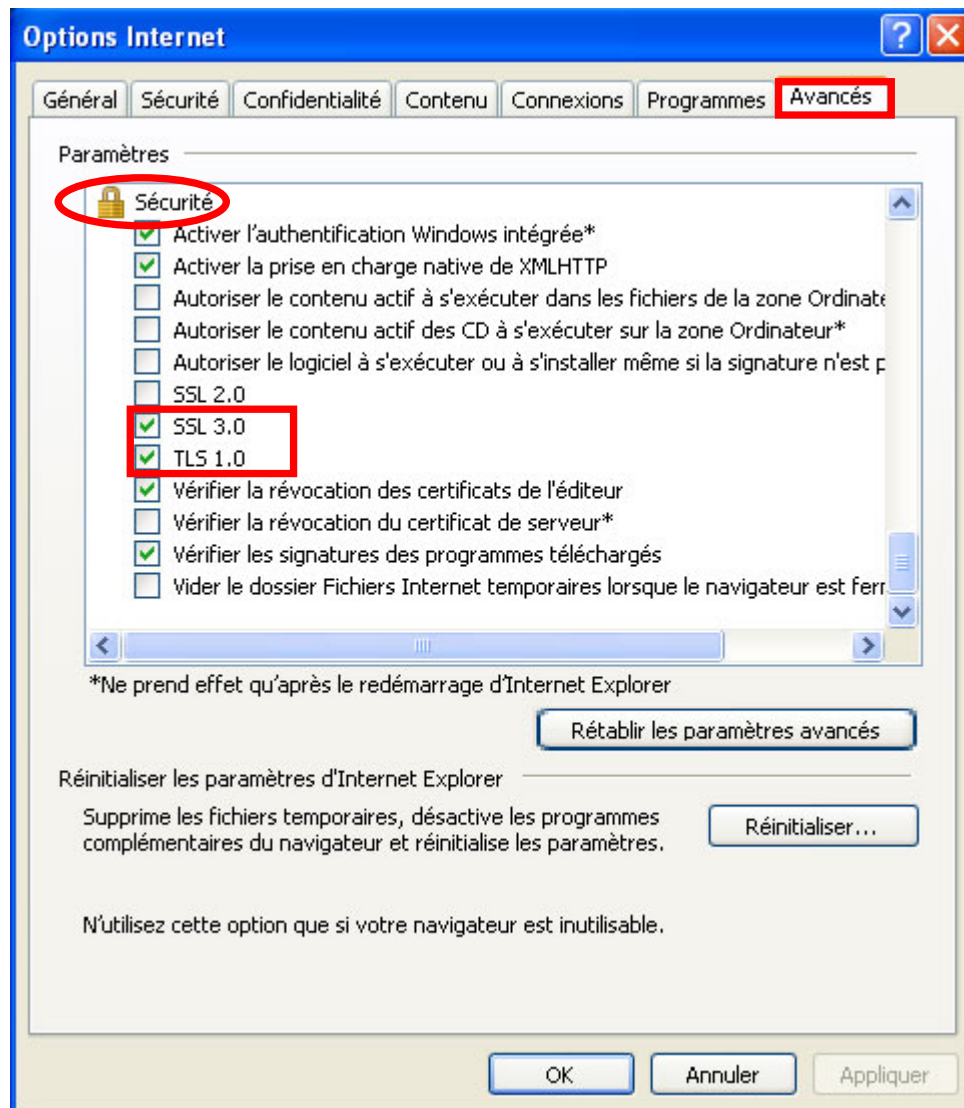 Options Internet
Général Sécurité Confidentialité Contenu Connexions Programmes Avancés
Paramètres
Sécurité
Activer l'authentification Windows intégrée*
Activer la prise en charge native de XMLHTTP
Autoriser le contenu actif à s'exécuter dans les fichiers de la zone
Autoriser le contenu actif des CD à s'exécuter sur la zone Ordinateur*
Autoriser le logiciel à s'exécuter ou à s'installer même si la signature n'est
SSL 2.0
SSL 3.0
TLS 1.0
Vérifier la révocation des certificats de l'éditeur
Vérifier la révocation du certificat de serveur*
Vérifier les signatures des programmes téléchargés
Vider le dossier Fichiers Internet temporaires lorsque le navigateur est
*Ne prend effet qu'après le redémarrage d'Internet Explorer
Rétablir les paramètres avancés
Réinitialiser les paramètres d'Internet Explorer
Supprime les fichiers temporaires, désactive les programmes
complémentaires du navigateur et réinitialise les paramètres.
Réinitialiser...
N'utilisez cette option que si votre navigateur est inutilisable.
OK Annuler Appliquer